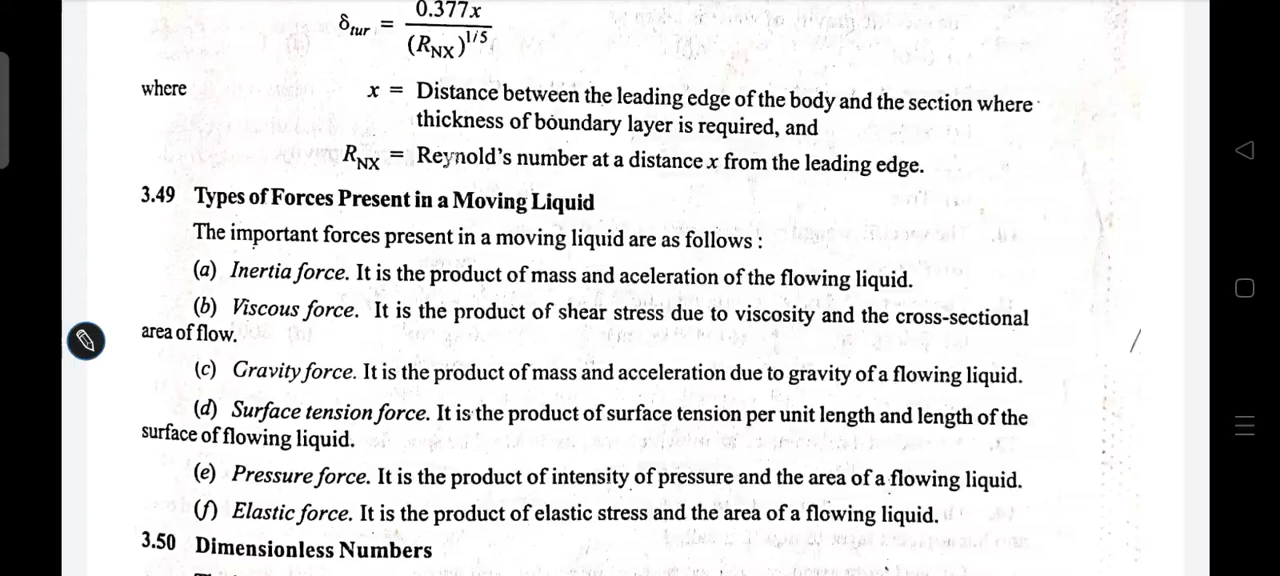 δtur = 0.377x / (RNX)^1/5
where x = Distance between the leading edge of the body and the section where
thickness of boundary layer is required, and
RNX = Reynold's number at a distance x from the leading edge.
3.49 Types of Forces Present in a Moving Liquid
The important forces present in a moving liquid are as follows :
(a) Inertia force. It is the product of mass and aceleration of the flowing liquid.
(b) Viscous force. It is the product of shear stress due to viscosity and the cross-sectional
area of flow.
(c) Gravity force. It is the product of mass and acceleration due to gravity of a flowing liquid.
(d) Surface tension force. It is the product of surface tension per unit length and length of the
surface of flowing liquid.
(e) Pressure force. It is the product of intensity of pressure and the area of a flowing liquid.
(f) Elastic force. It is the product of elastic stress and the area of a flowing liquid.
3.50 Dimensionless Numbers